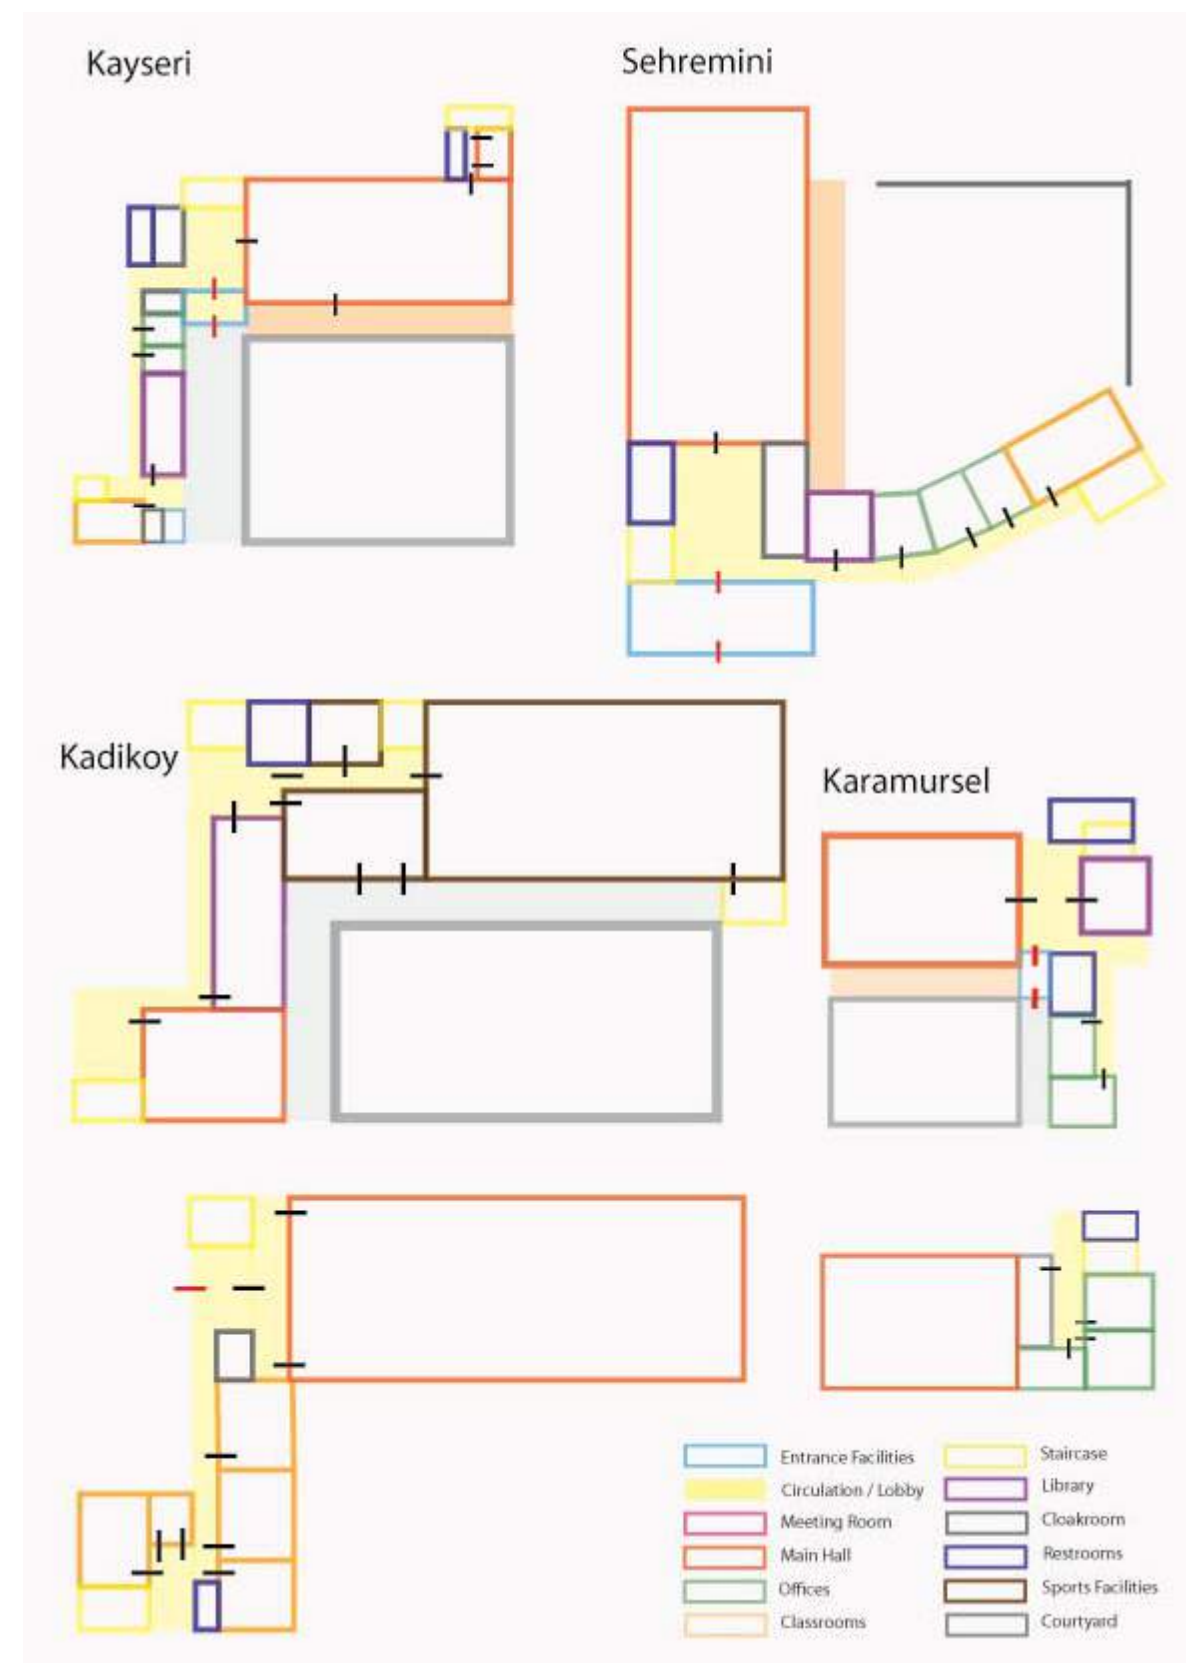 Kayseri
Sehremini
Kadikoy
Karamursel
Entrance Facilities
Circulation / Lobby
Meeting Room
Main Hall
Offices
Classrooms
Staircase
Library
Cloakroom
Restrooms
Sports Facilities
Courtyard